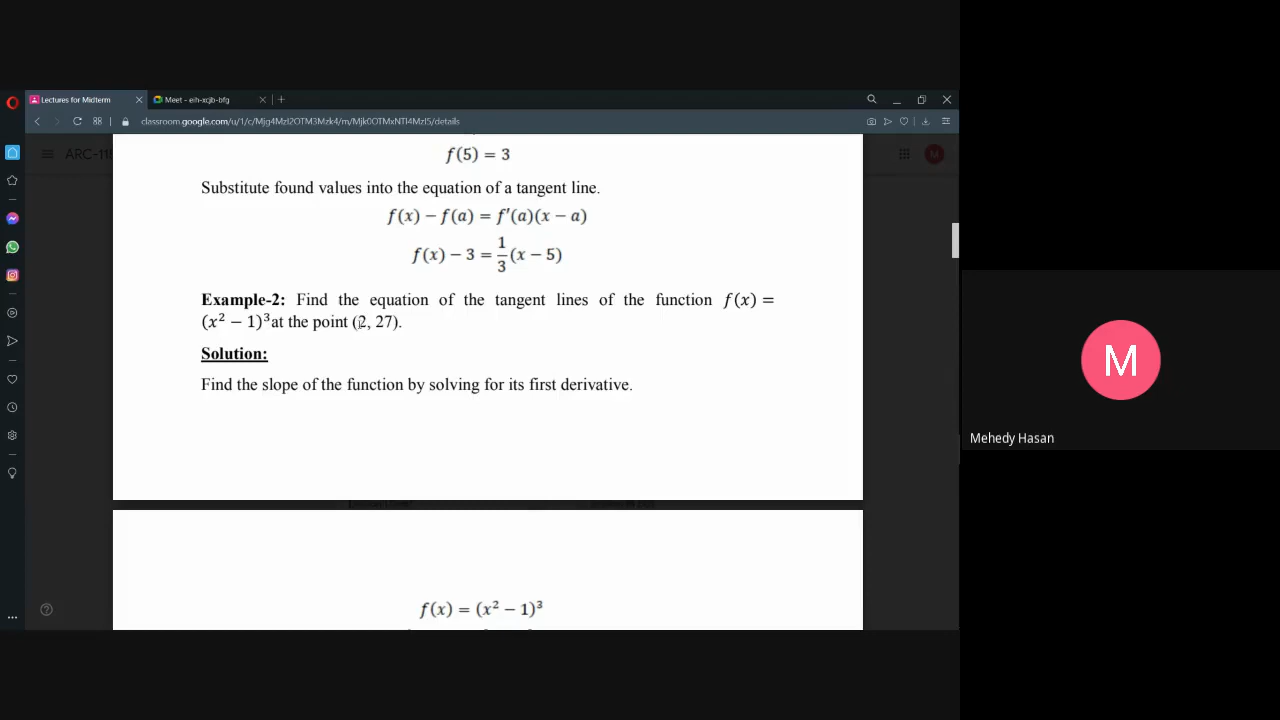 Lectures for Midterm
Meet - eih-xqjb-bfg
classroom.google.com/u/1/c/Mjg4MzI2OTM3Mzk4/m/Mjk0OTMxNTI4MzI5/details
ARC-118
M
f(5) = 3
Substitute found values into the equation of a tangent line.
f(x) − f(a) = f′(a)(x − a)
f(x) − 3 = 1/3 (x − 5)
Example-2: Find the equation of the tangent lines of the function f(x) =
(x² − 1)³at the point (2, 27).
Solution:
Find the slope of the function by solving for its first derivative.
f(x) = (x² − 1)³
M
Mehedy Hasan